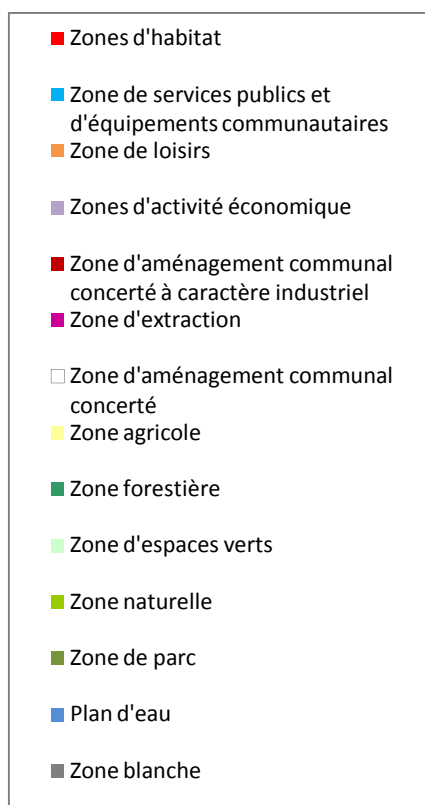 Zones d'habitat
Zone de services publics et
d'équipements communautaires
Zone de loisirs
Zones d'activité économique
Zone d'aménagement communal
concerté à caractère industriel
Zone d'extraction
Zone d'aménagement communal
concerté
Zone agricole
Zone forestière
Zone d'espaces verts
Zone naturelle
Zone de parc
Plan d'eau
Zone blanche